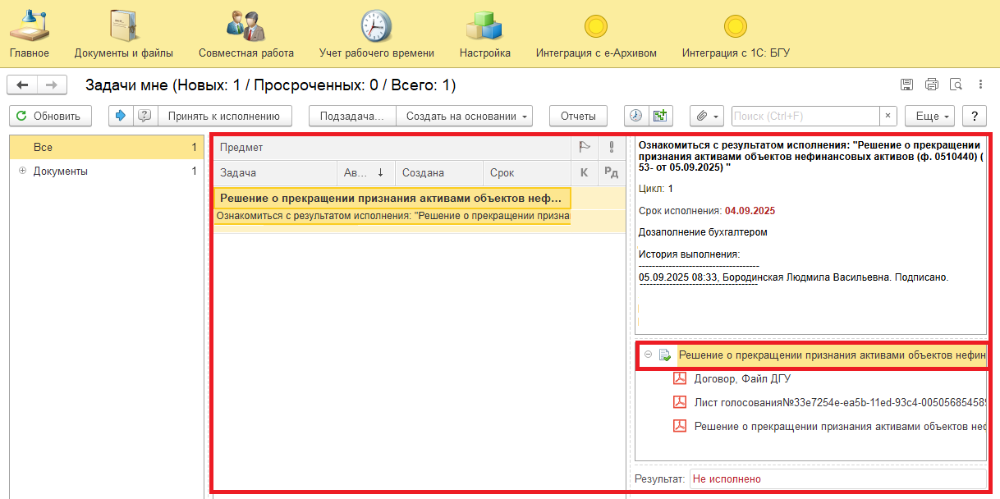 Главное
Документы и файлы
Совместная работа
Учет рабочего времени
Настройка
Интеграция с е-Архивом
Интеграция с 1С: БГУ
Задачи мне (Новых: 1 / Просроченных: 0 / Всего: 1)
Обновить
Принять к исполнению
Подзадача...
Создать на основании
Отчеты
Поиск (Ctrl+F)
×
Еще
?
Все 1
Документы 1
Предмет
Задача
Ав... ↓
Создана
Срок
К
Рд
Решение о прекращении признания активами объектов неф...
Ознакомиться с результатом исполнения: "Решение о прекращении призна
Ознакомиться с результатом исполнения: "Решение о прекращении
признания активами объектов нефинансовых активов (ф. 0510440) (
53- от 05.09.2025) "
Цикл: 1
Срок исполнения: 04.09.2025
Дозаполнение бухгалтером
История выполнения:
------------------------------------
05.09.2025 08:33, Бородинская Людмила Васильевна. Подписано.
------------------------------------
Решение о прекращении признания активами объектов нефин
Договор, Файл ДГУ
Лист голосования№33e7254e-ea5b-11ed-93c4-005056854589
Решение о прекращении признания активами объектов неф
Результат: Не исполнено